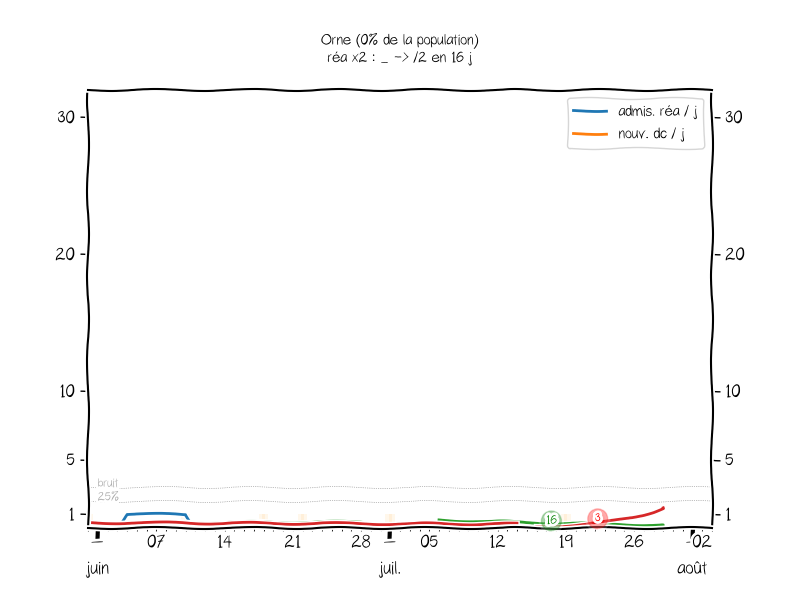 Orne (0% de la population)
réa x2 : _ -> /2 en 16 j
30
30
admis. réa / j
nouv. dc / j
20
20
10
10
5
5
bruit
25%
1
1
16
3
07
14
21
28
05
12
19
26
02
juin
juil.
août